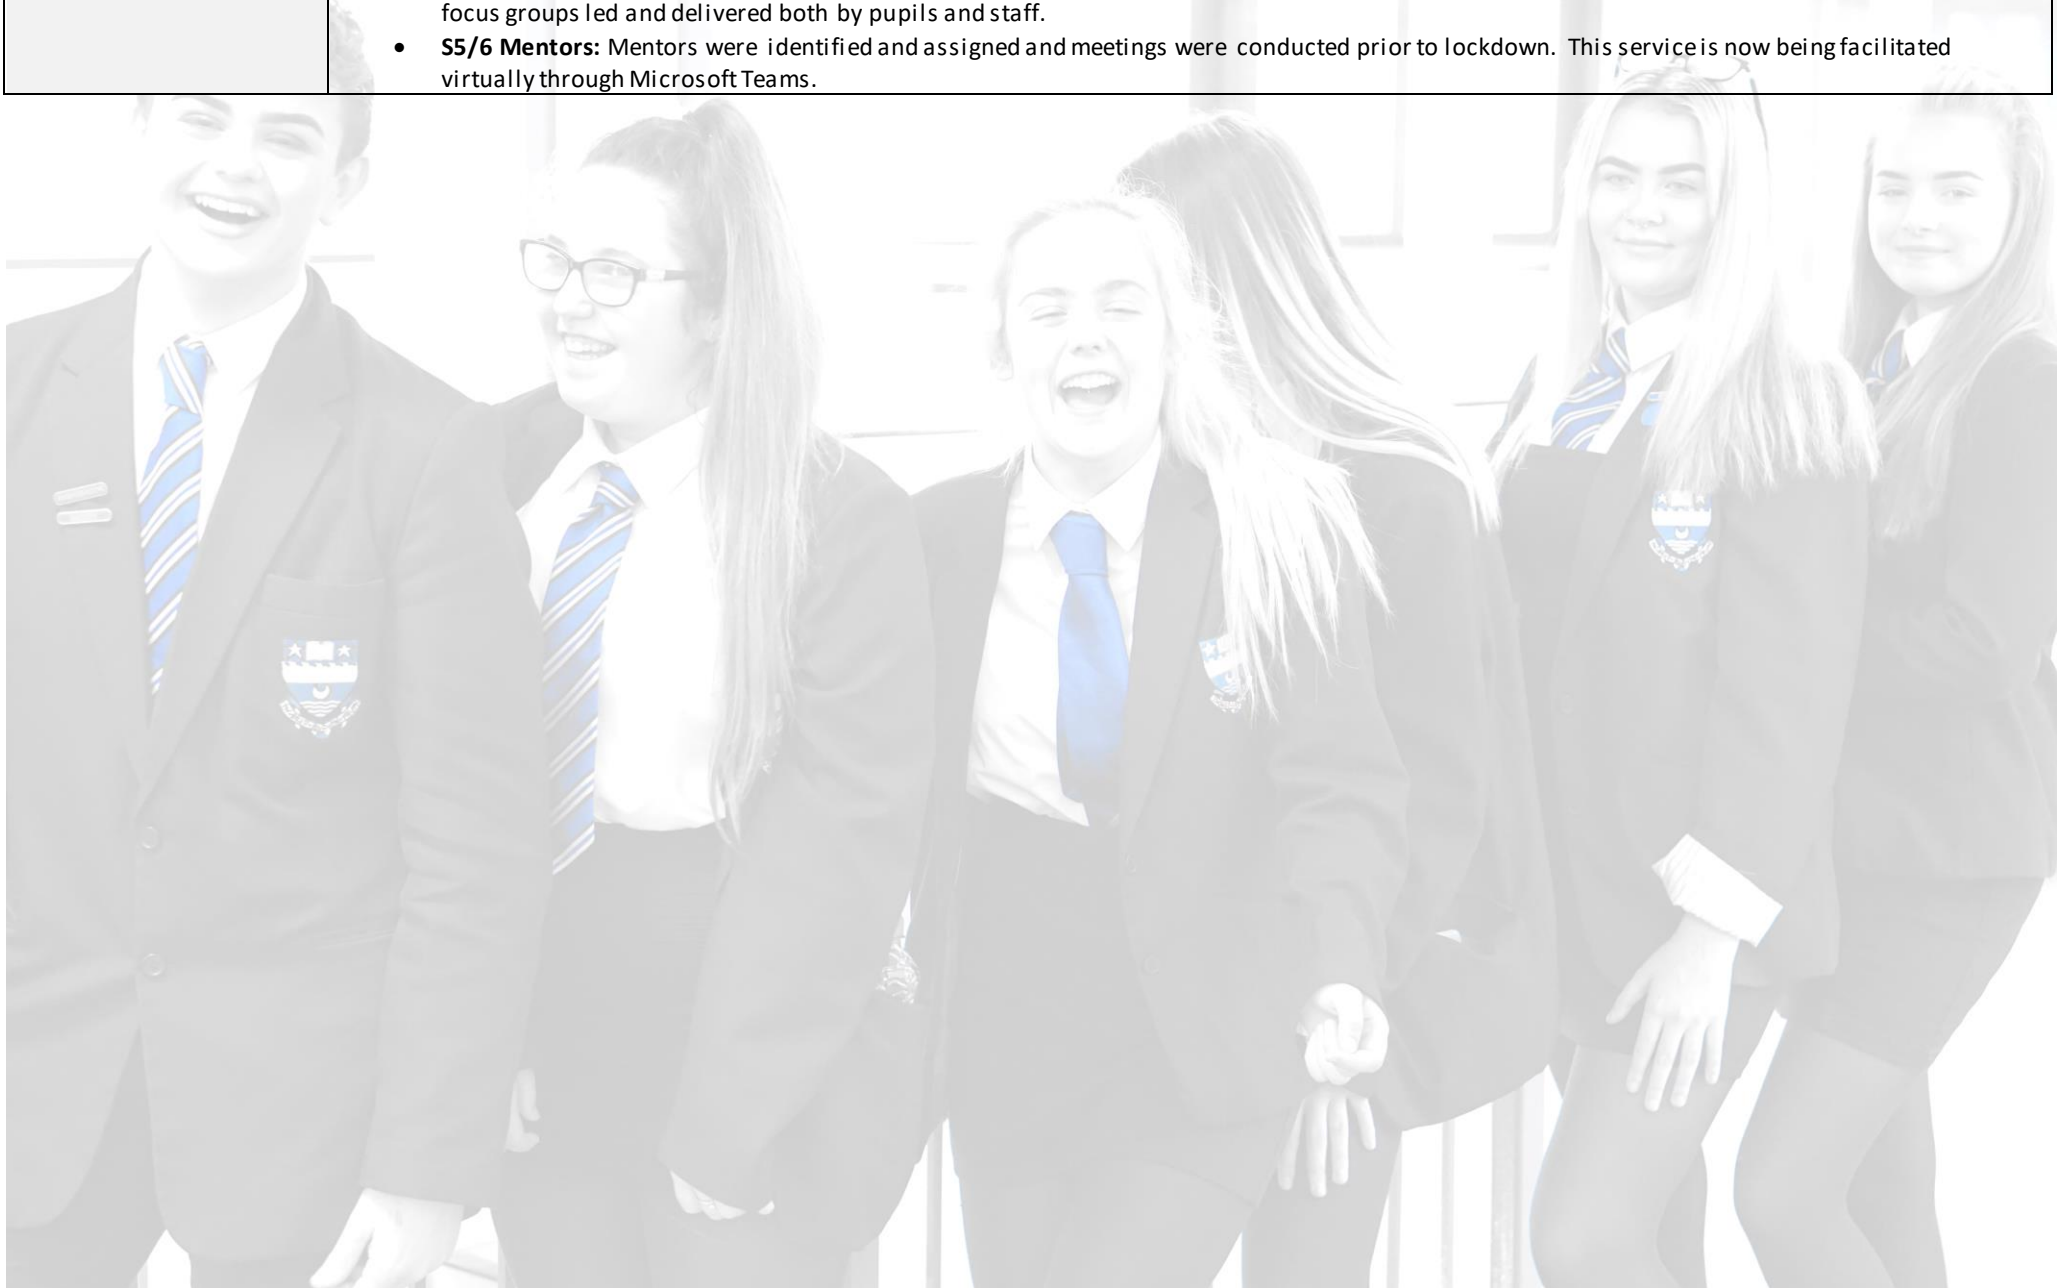 focus groups led and delivered both by pupils and staff.
• S5/6 Mentors: Mentors were identified and assigned and meetings were conducted prior to lockdown. This service is now being facilitated
virtually through Microsoft Teams.